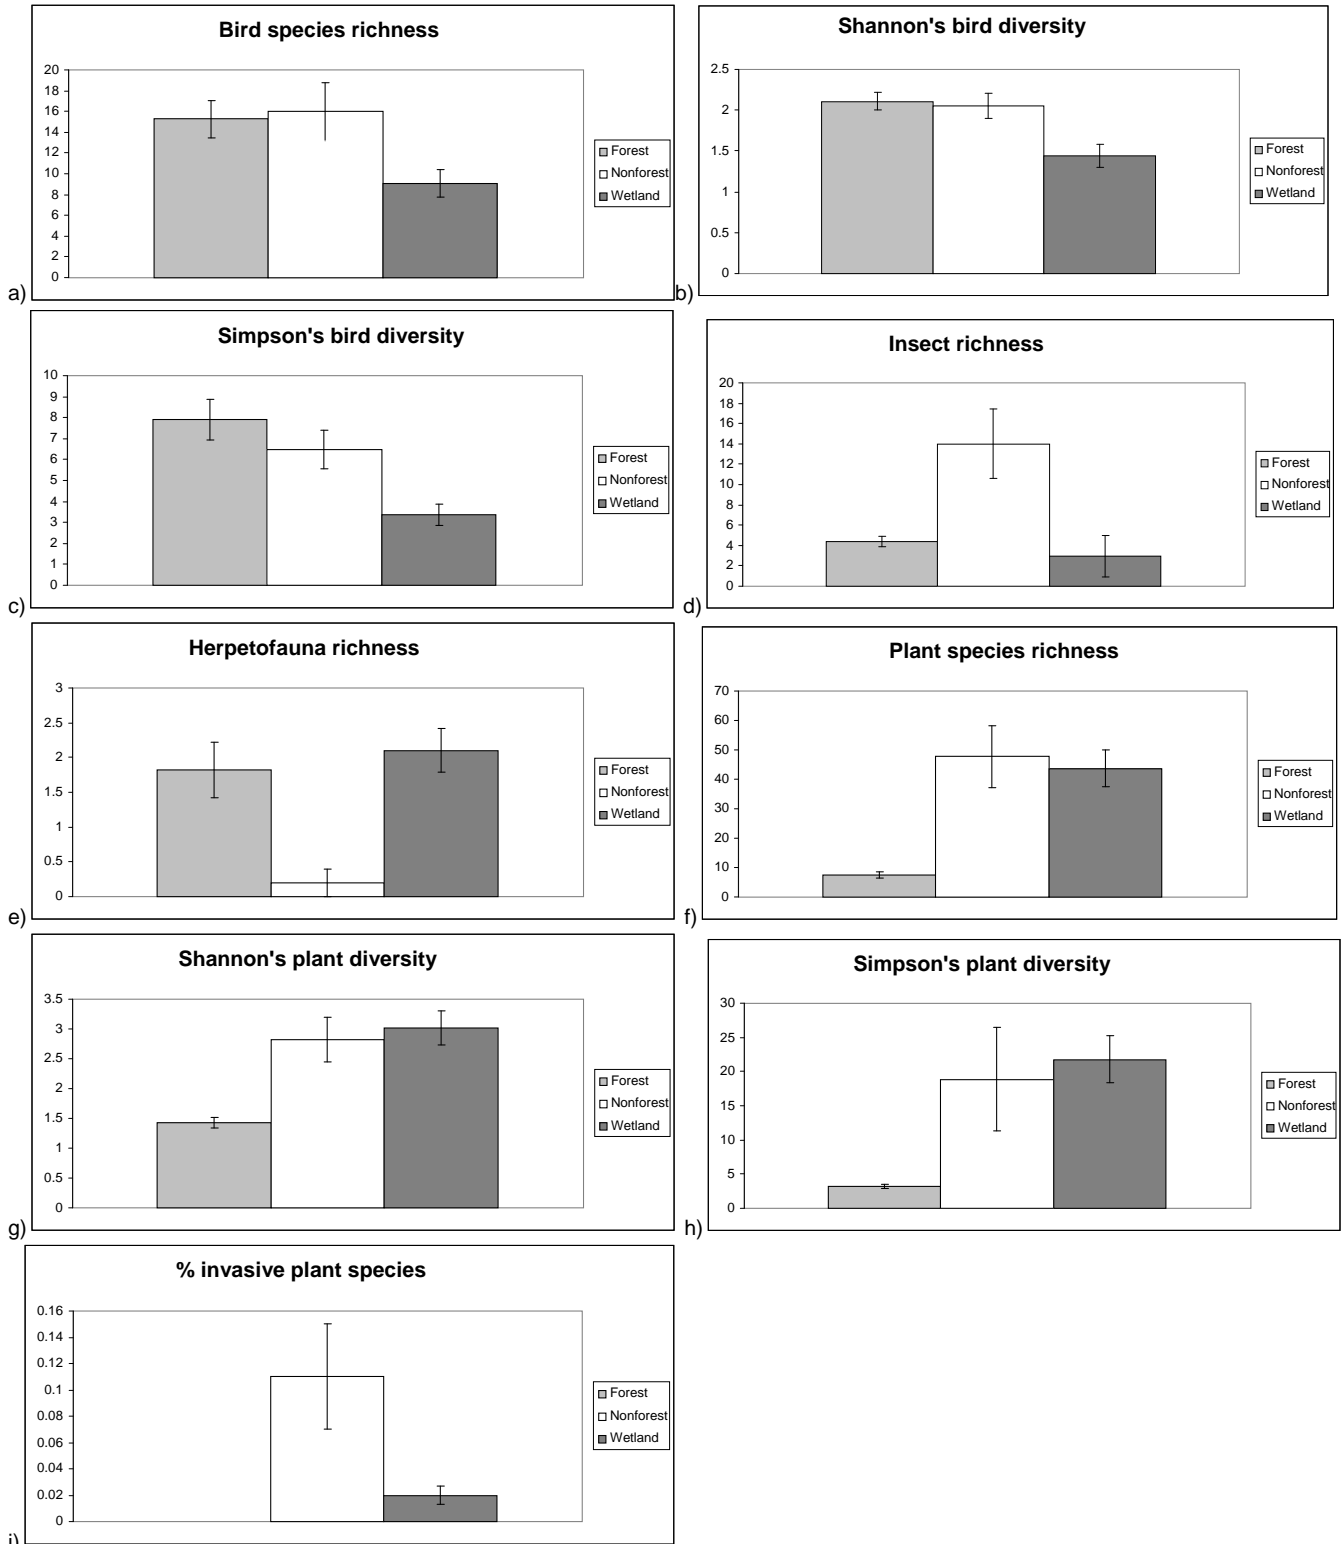 Bird species richness
20
18
16
14
12
10
8
6
4
2
0
Forest
Nonforest
Wetland
a)
Shannon's bird diversity
2.5
2
1.5
1
0.5
0
Forest
Nonforest
Wetland
b)
Simpson's bird diversity
10
9
8
7
6
5
4
3
2
1
0
Forest
Nonforest
Wetland
c)
Insect richness
20
18
16
14
12
10
8
6
4
2
0
Forest
Nonforest
Wetland
d)
Herpetofauna richness
3
2.5
2
1.5
1
0.5
0
Forest
Nonforest
Wetland
e)
Plant species richness
70
60
50
40
30
20
10
0
Forest
Nonforest
Wetland
f)
Shannon's plant diversity
3.5
3
2.5
2
1.5
1
0.5
0
Forest
Nonforest
Wetland
g)
Simpson's plant diversity
30
25
20
15
10
5
0
Forest
Nonforest
Wetland
h)
% invasive plant species
0.16
0.14
0.12
0.1
0.08
0.06
0.04
0.02
0
Forest
Nonforest
Wetland
i)